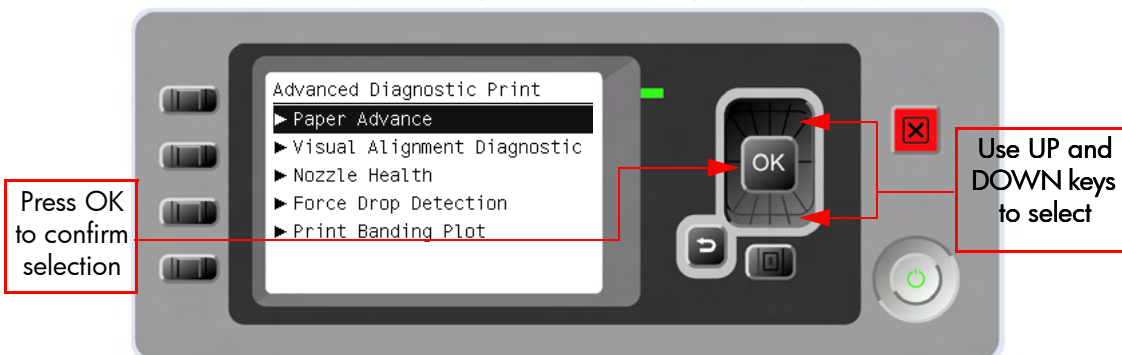 Advanced Diagnostic Print
Paper Advance
Visual Alignment Diagnostic
Nozzle Health
Force Drop Detection
Print Banding Plot
OK
Press OK
to confirm
selection
Use UP and
DOWN keys
to select